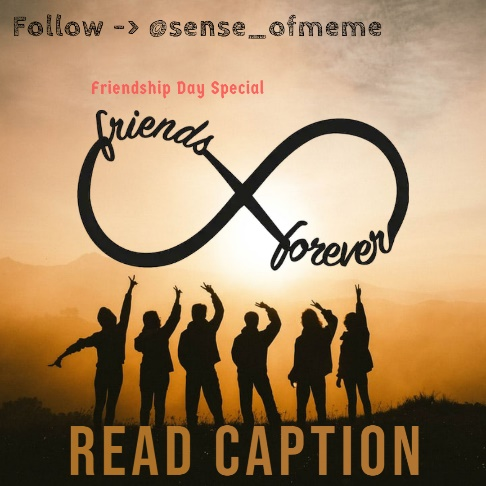 Follow -> @sense_ofmeme
Friendship Day Special
friends
forever
READ CAPTION